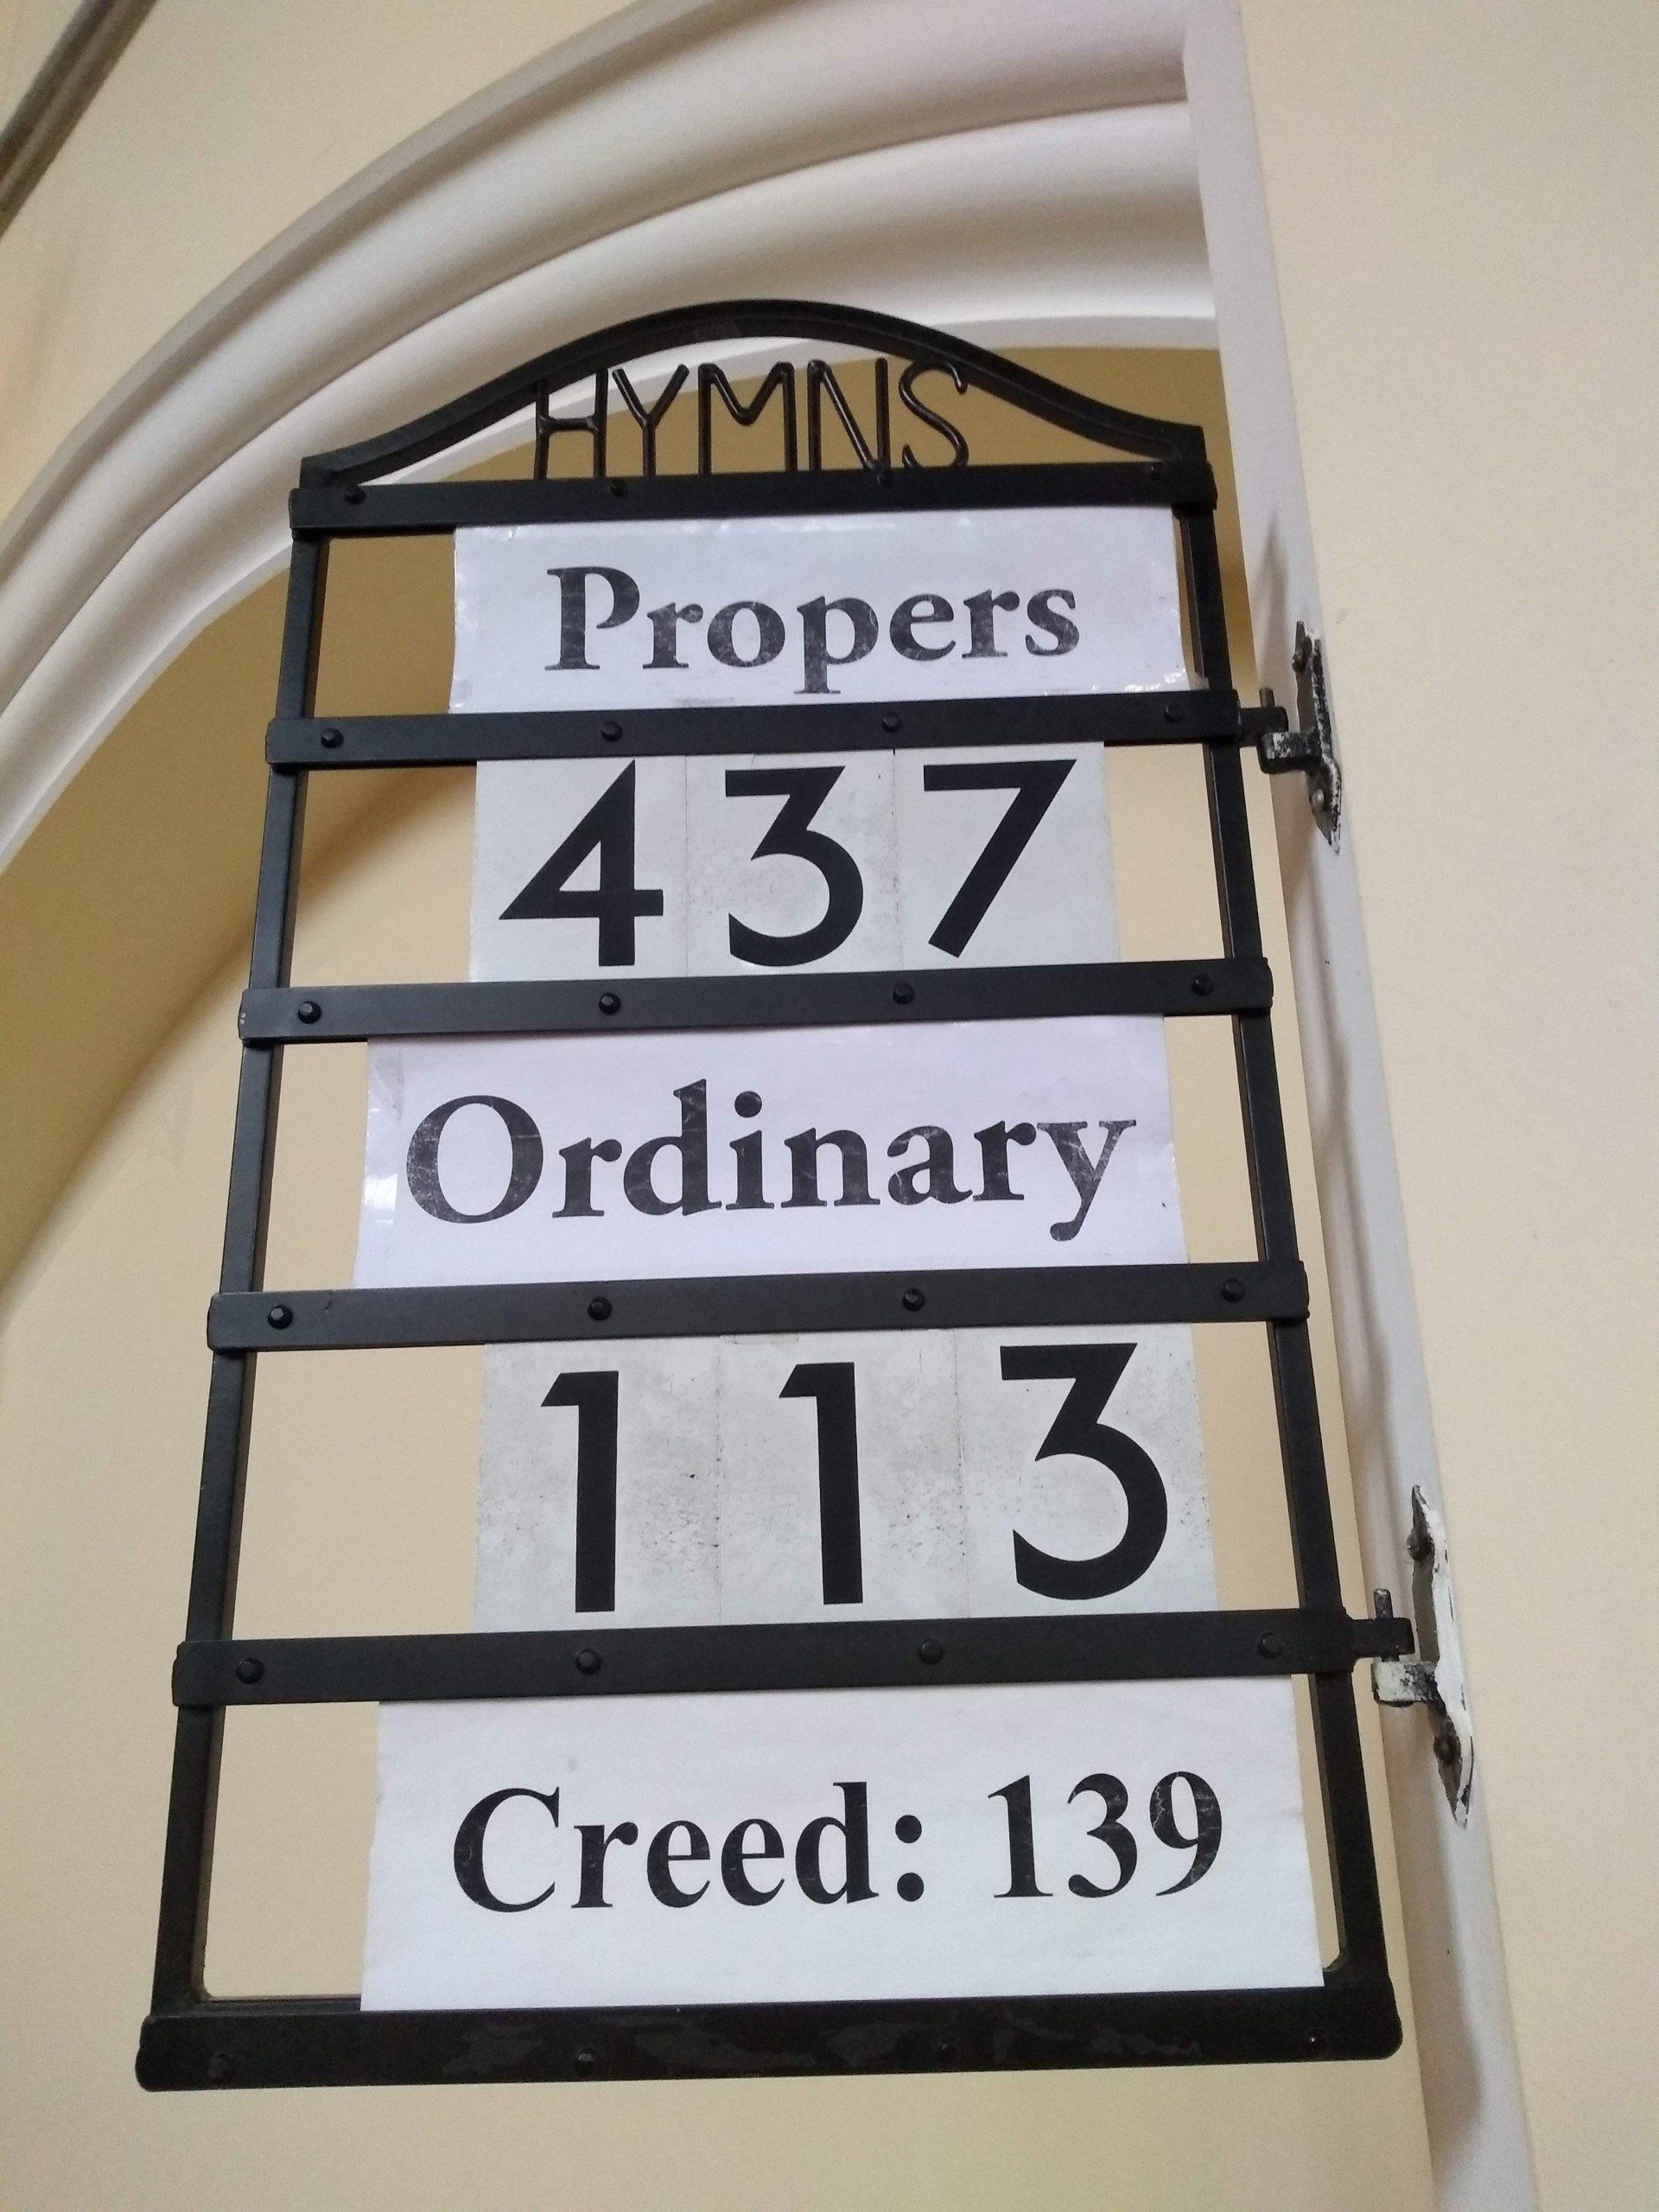 HYMNS
Propers
437
Ordinary
113
Creed: 139